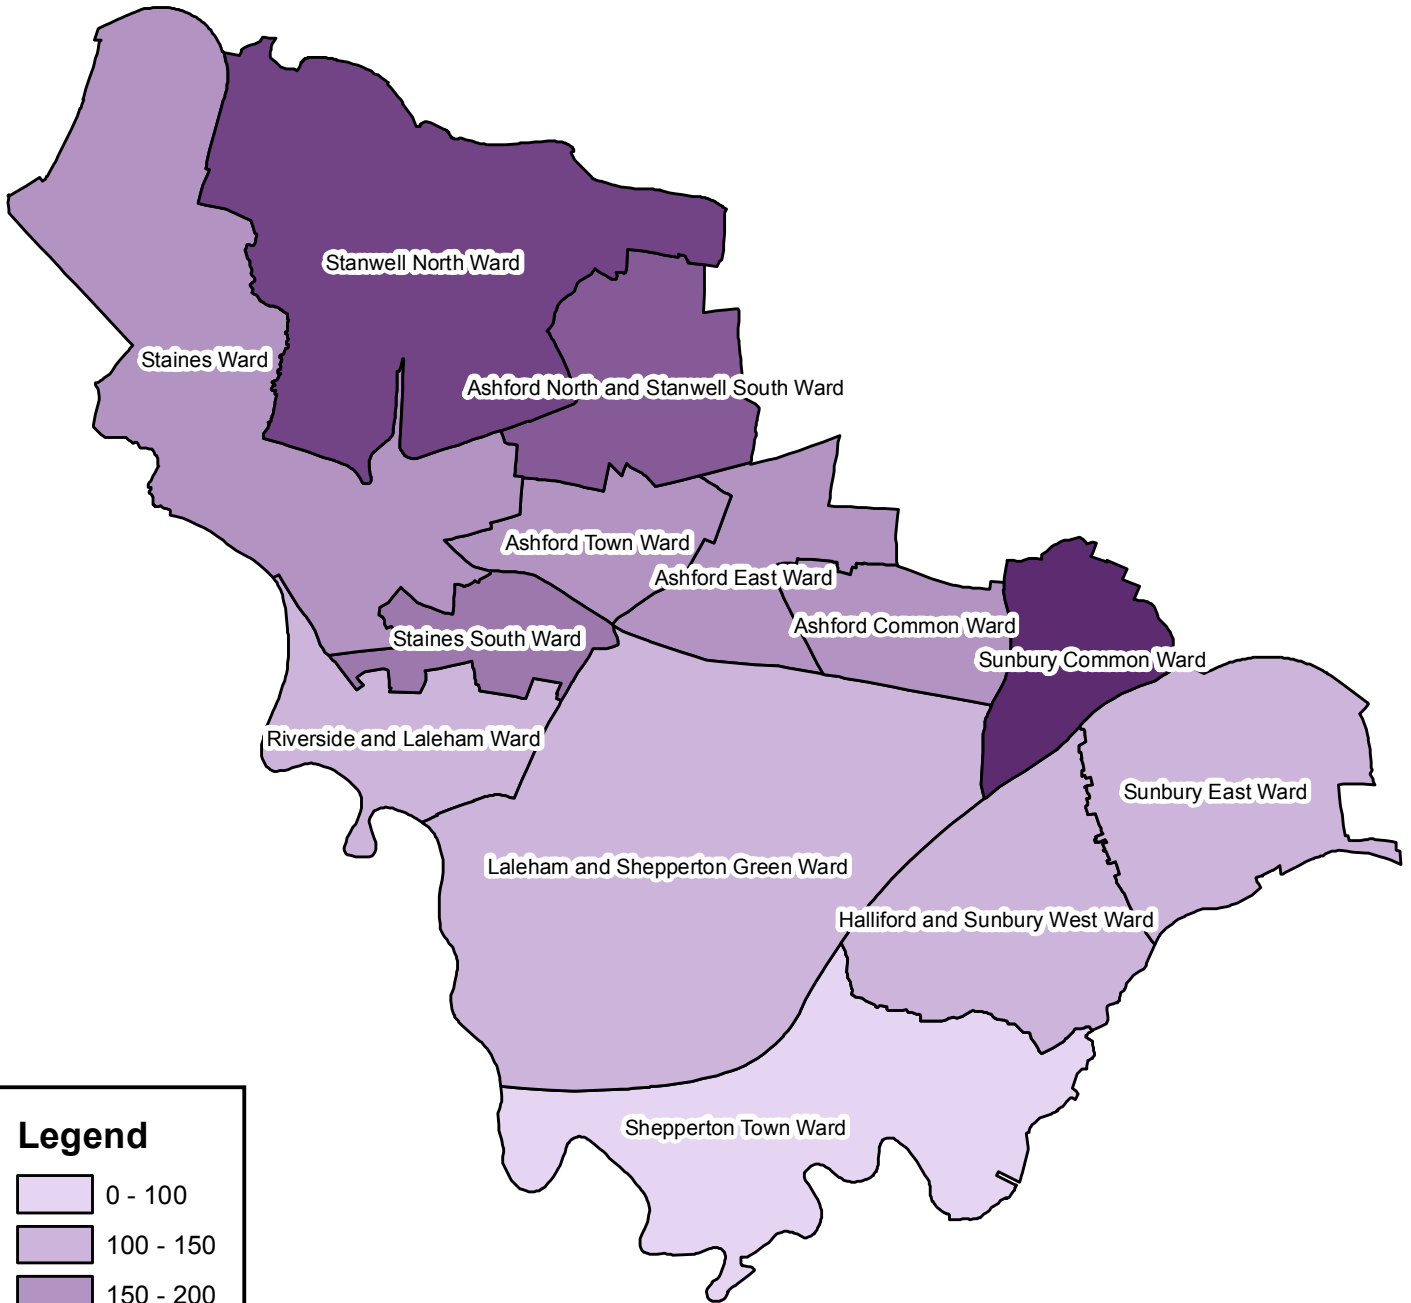 Stanwell North Ward
Staines Ward
Ashford North and Stanwell South Ward
Ashford Town Ward
Ashford East Ward
Ashford Common Ward
Staines South Ward
Sunbury Common Ward
Riverside and Laleham Ward
Sunbury East Ward
Laleham and Shepperton Green Ward
Halliford and Sunbury West Ward
Shepperton Town Ward
Legend
0 - 100
100 - 150
150 - 200